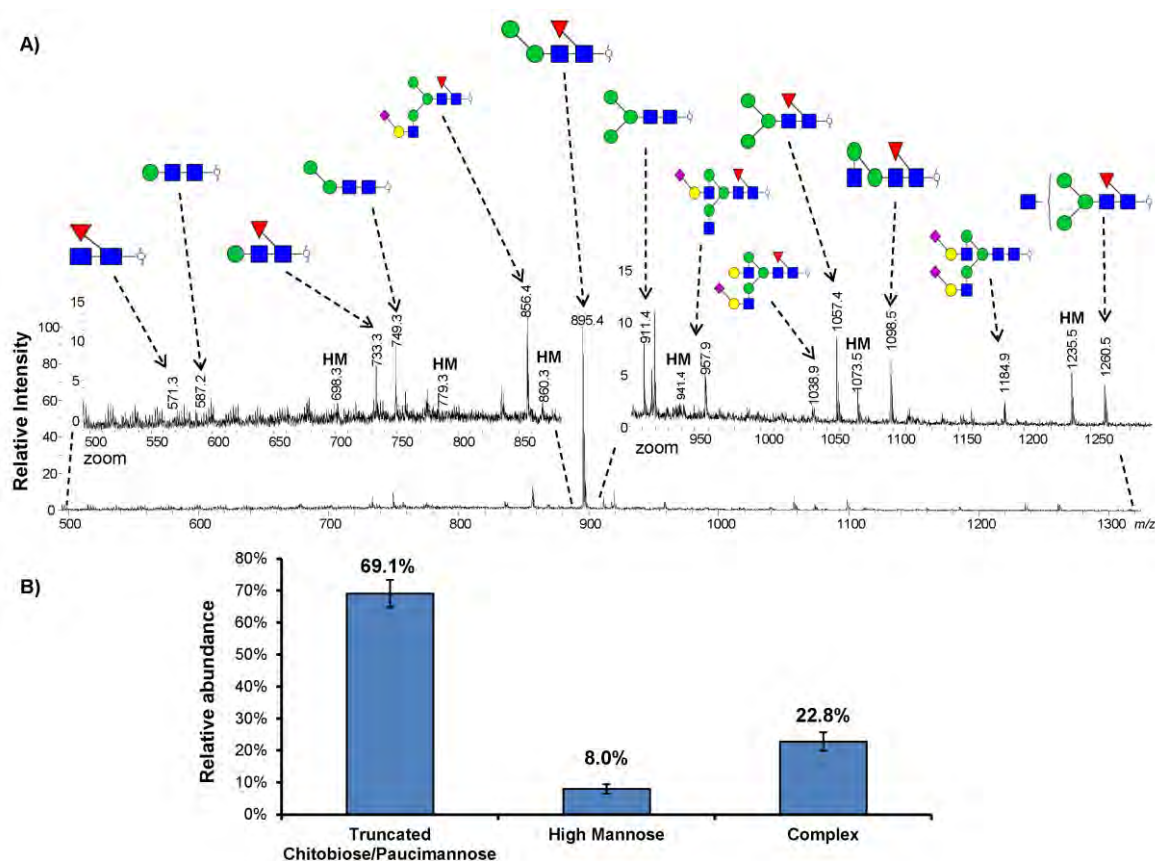 A)
571.3
587.2
HM
698.3
733.3
749.3
HM
779.3
856.4
HM
860.3
895.4
911.4
HM
941.4
957.9
1038.9
1057.4
HM
1073.5
1098.5
1184.9
HM
1235.5
1260.5
15
10
5
0
500 550 600 650 700 750 800 850
zoom
15
10
5
0
950 1000 1050 1100 1150 1200 1250
zoom
Relative Intensity
100
80
60
40
20
0
500 600 700 800 900 1000 1100 1200 1300 m/z
B)
Relative abundance
80%
70%
60%
50%
40%
30%
20%
10%
0%
69.1%
8.0%
22.8%
Truncated
Chitobiose/Paucimannose
High Mannose
Complex